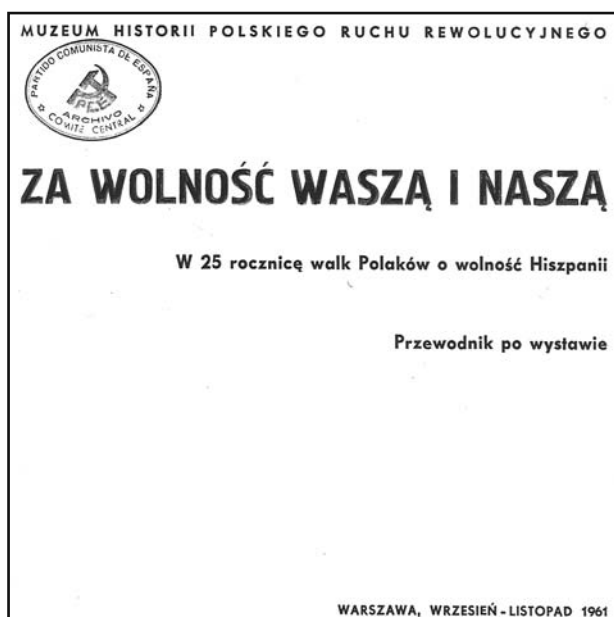 MUZEUM HISTORII POLSKIEGO RUCHU REWOLUCYJNEGO
PARTIDO COMUNISTA DE ESPAÑA
PCE
ARCHIVO
COMITÉ CENTRAL
ZA WOLNOŚĆ WASZĄ I NASZĄ
W 25 rocznicę walk Polaków o wolność Hiszpanii
Przewodnik po wystawie
WARSZAWA, WRZESIEŃ-LISTOPAD 1961